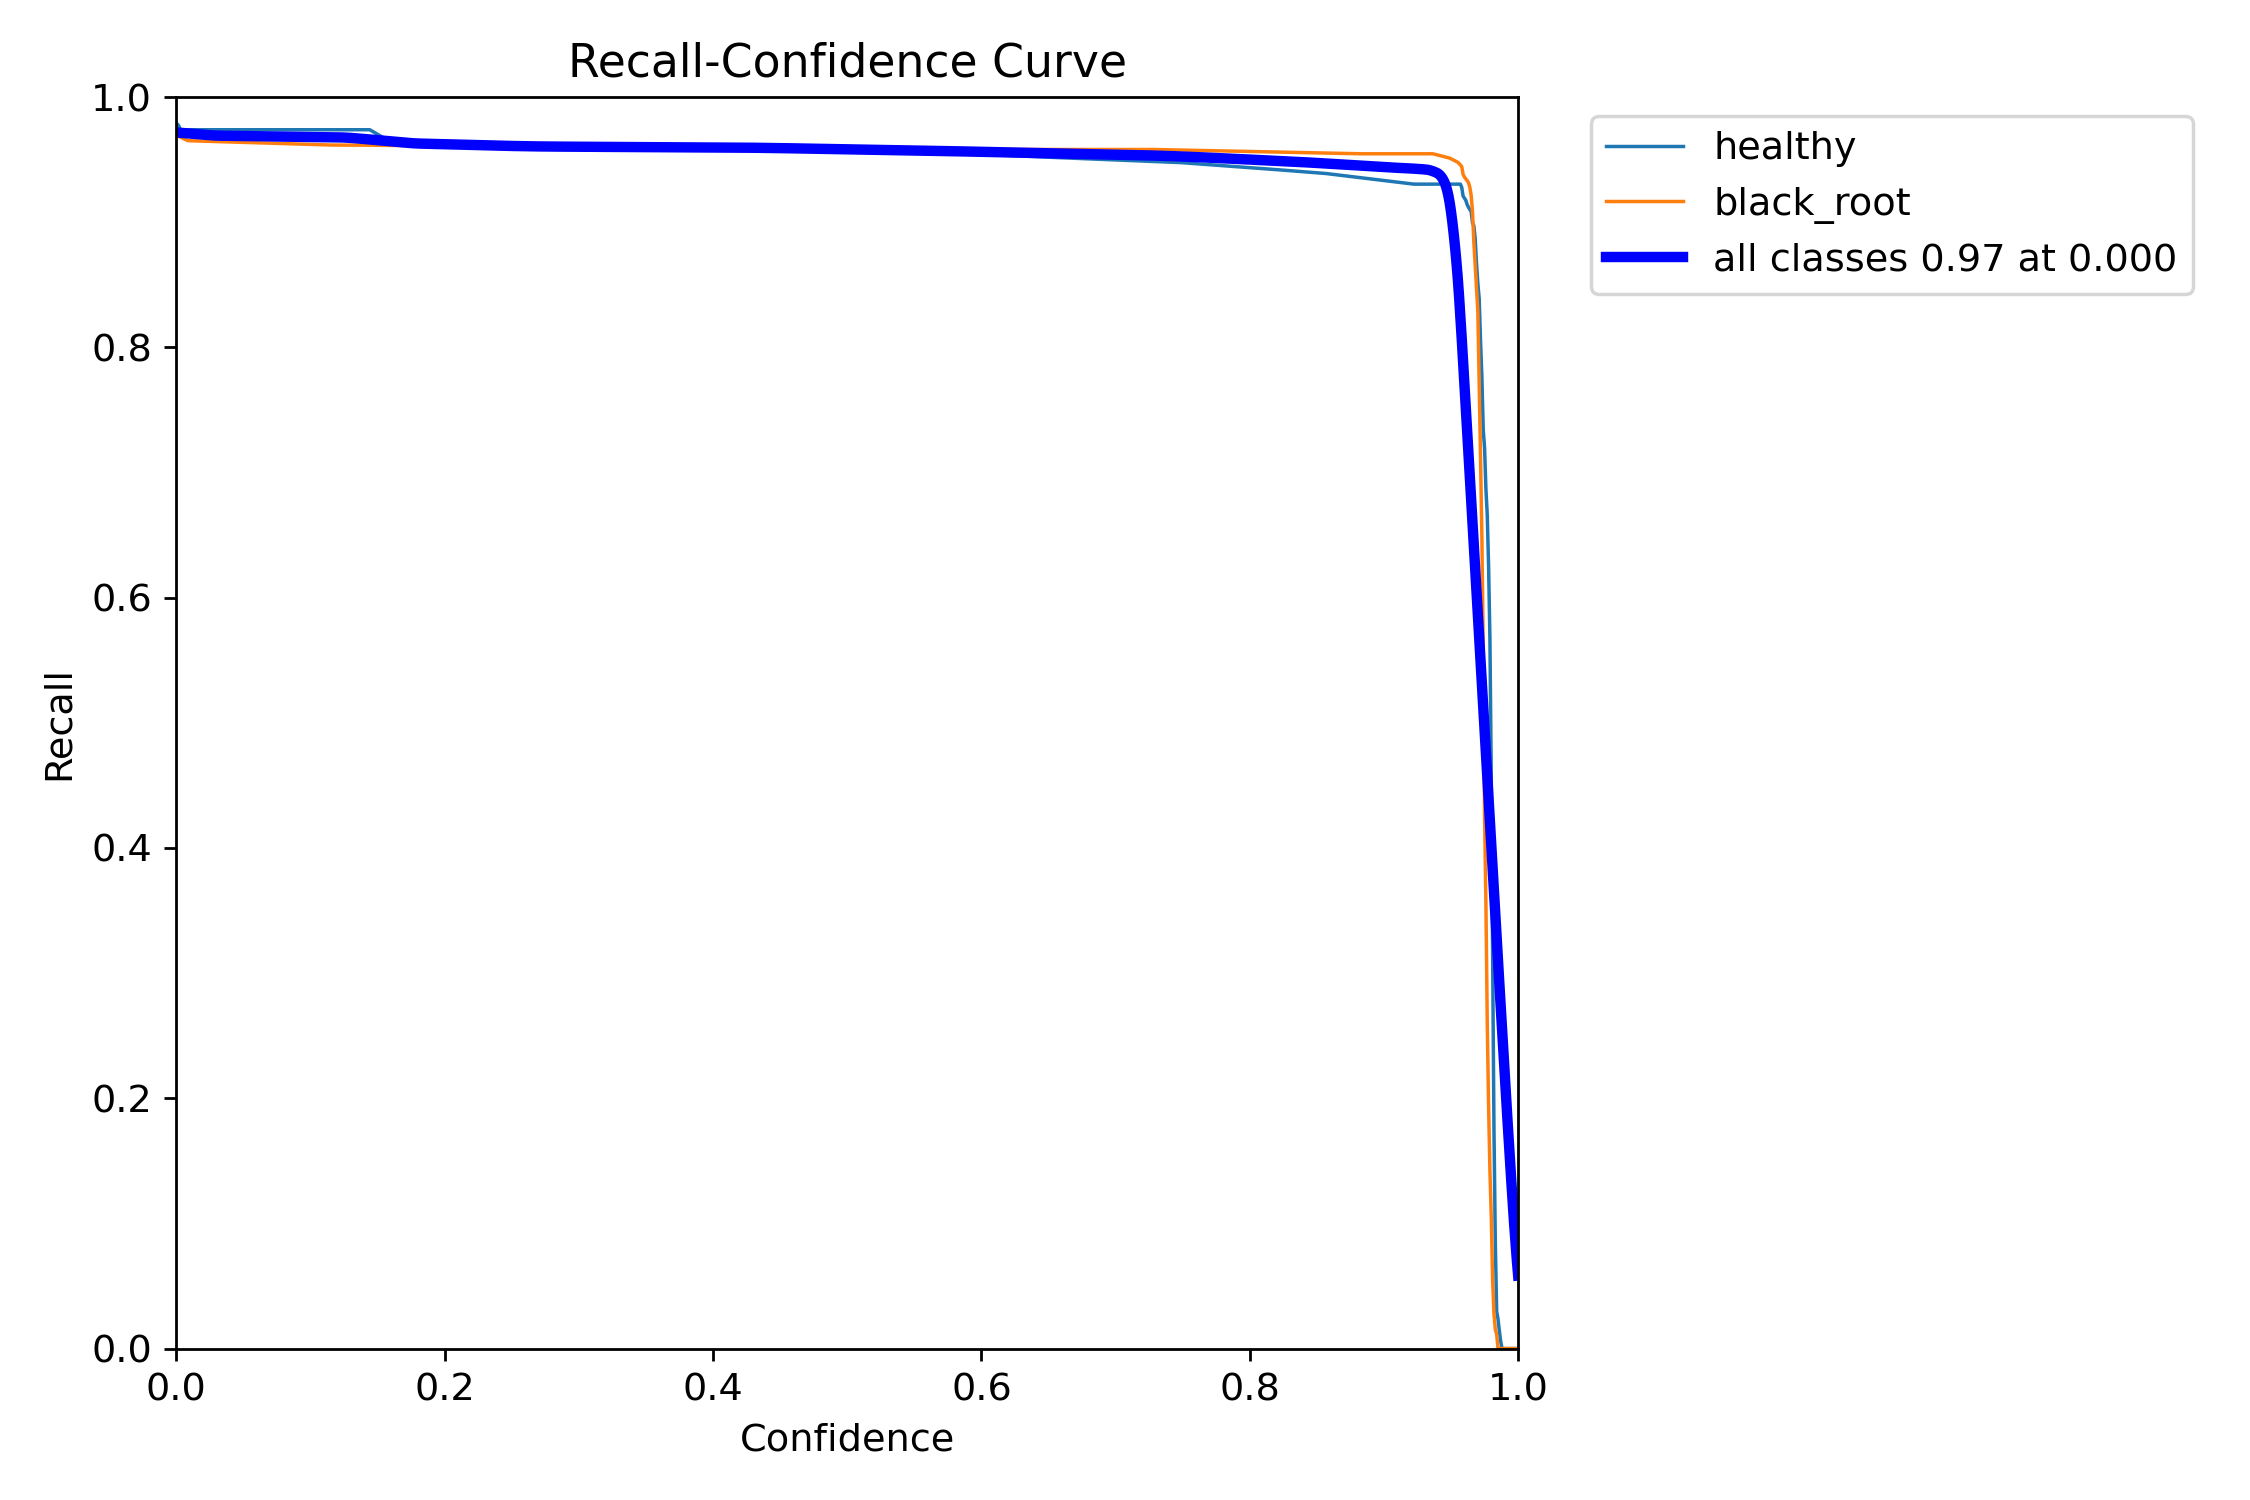 Recall-Confidence Curve
1.0
0.8
0.6
0.4
0.2
0.0
Recall
0.0 0.2 0.4 0.6 0.8 1.0
Confidence
healthy
black_root
all classes 0.97 at 0.000